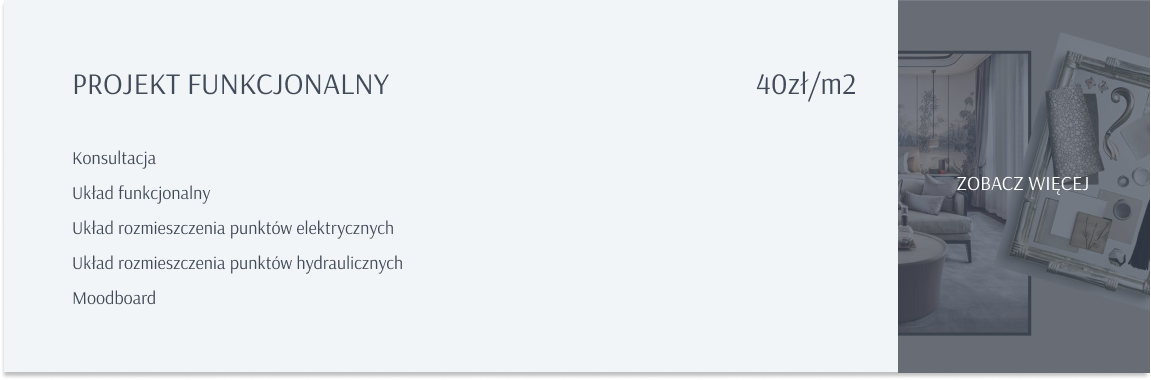 PROJEKT FUNKCJONALNY 40zł/m2
Konsultacja
Układ funkcjonalny
Układ rozmieszczenia punktów elektrycznych
Układ rozmieszczenia punktów hydraulicznych
Moodboard
ZOBACZ WIĘCEJ